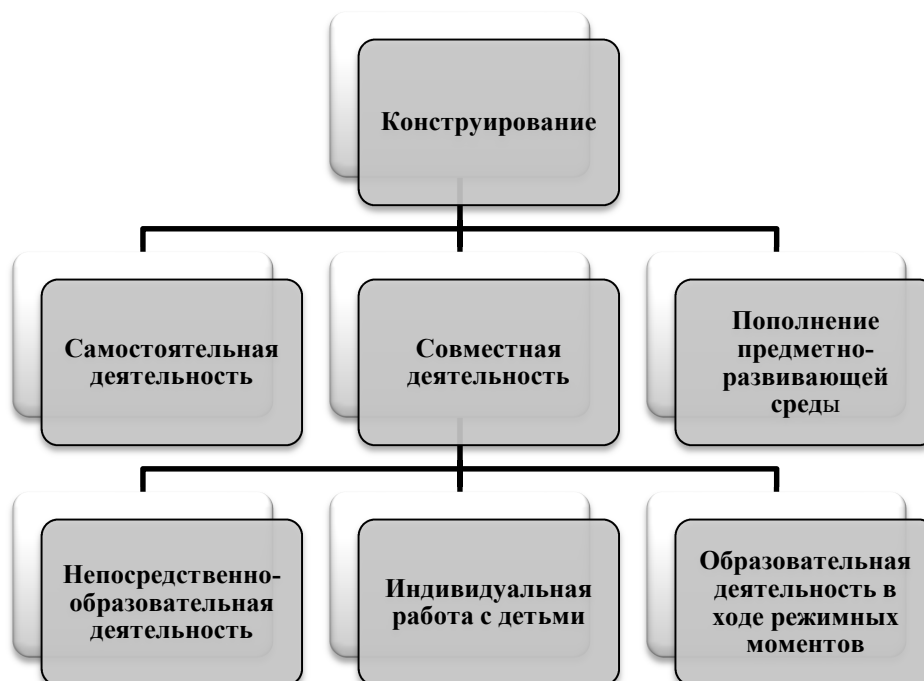 Конструирование
Самостоятельная
деятельность
Совместная
деятельность
Пополнение
предметно-
развивающей
среды
Непосредственно-
образовательная
деятельность
Индивидуальная
работа с детьми
Образовательная
деятельность в
ходе режимных
моментов